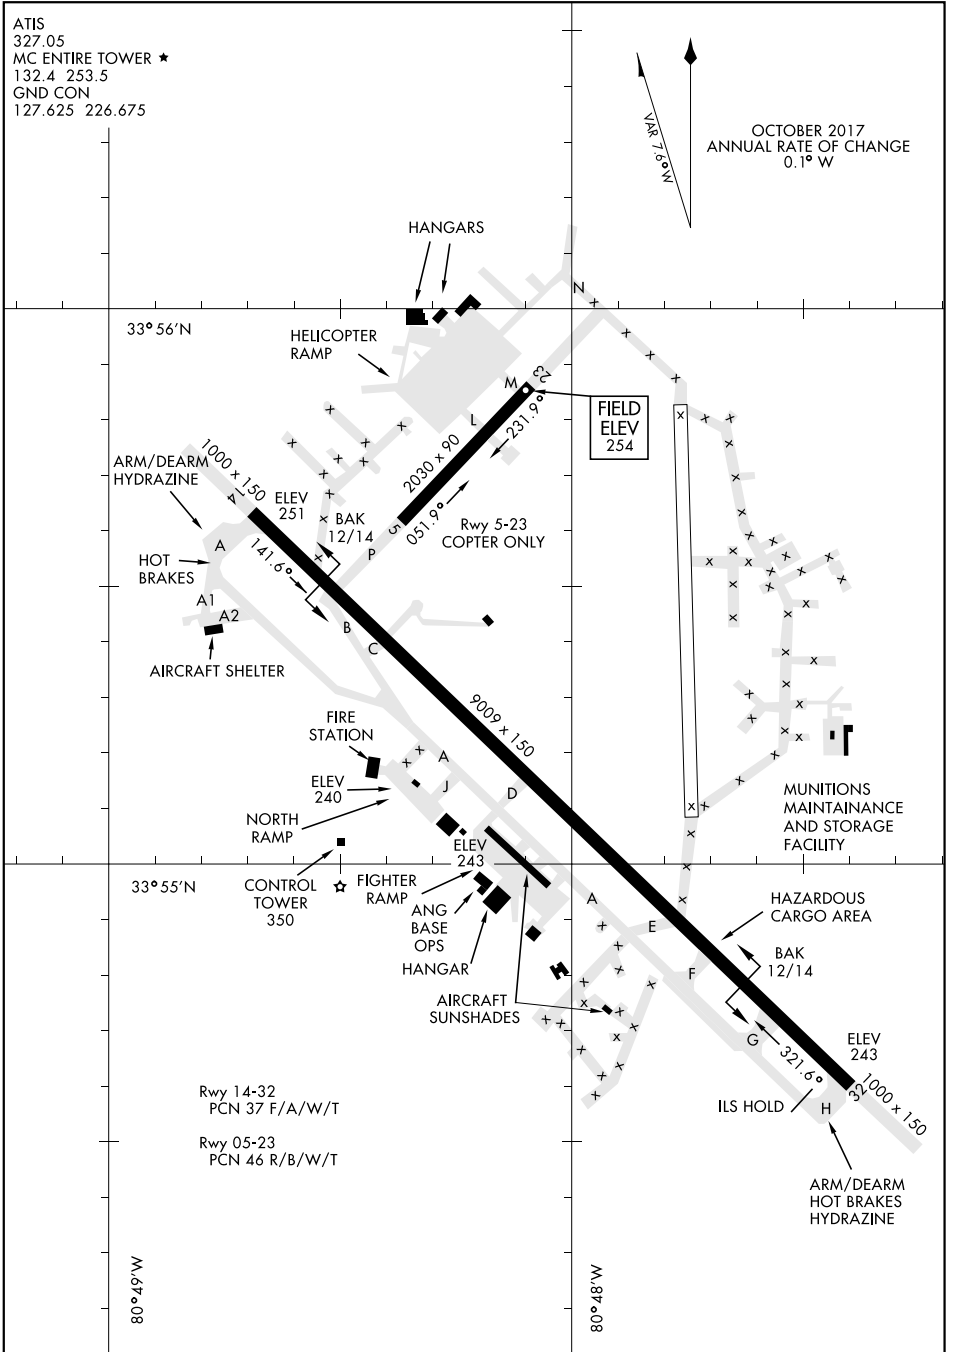 ATIS
327.05
MC ENTIRE TOWER ★
132.4 253.5
GND CON
127.625 226.675
VAR 7.6° W
OCTOBER 2017
ANNUAL RATE OF CHANGE
0.1° W
HANGARS
N
33° 56'N
HELICOPTER
RAMP
M
23
FIELD
ELEV
254
L
231.9°
2030 x 90
051.9°
5
Rwy 5-23
COPTER ONLY
1000 x 150
ARM/DEARM
HYDRAZINE
14
ELEV
251
BAK
12/14
P
A
141.6°
HOT
BRAKES
A1
A2
B
C
AIRCRAFT SHELTER
9009 x 150
FIRE
STATION
A
J
D
ELEV
240
NORTH
RAMP
MUNITIONS
MAINTAINANCE
AND STORAGE
FACILITY
ELEV
243
33° 55'N
CONTROL
TOWER
350
FIGHTER
RAMP
ANG
BASE
OPS
HANGAR
A
E
HAZARDOUS
CARGO AREA
F
BAK
12/14
AIRCRAFT
SUNSHADES
G
321.6°
ELEV
243
32
1000 x 150
ILS HOLD
H
Rwy 14-32
PCN 37 F/A/W/T
Rwy 05-23
PCN 46 R/B/W/T
ARM/DEARM
HOT BRAKES
HYDRAZINE
80° 49'W
80° 48'W